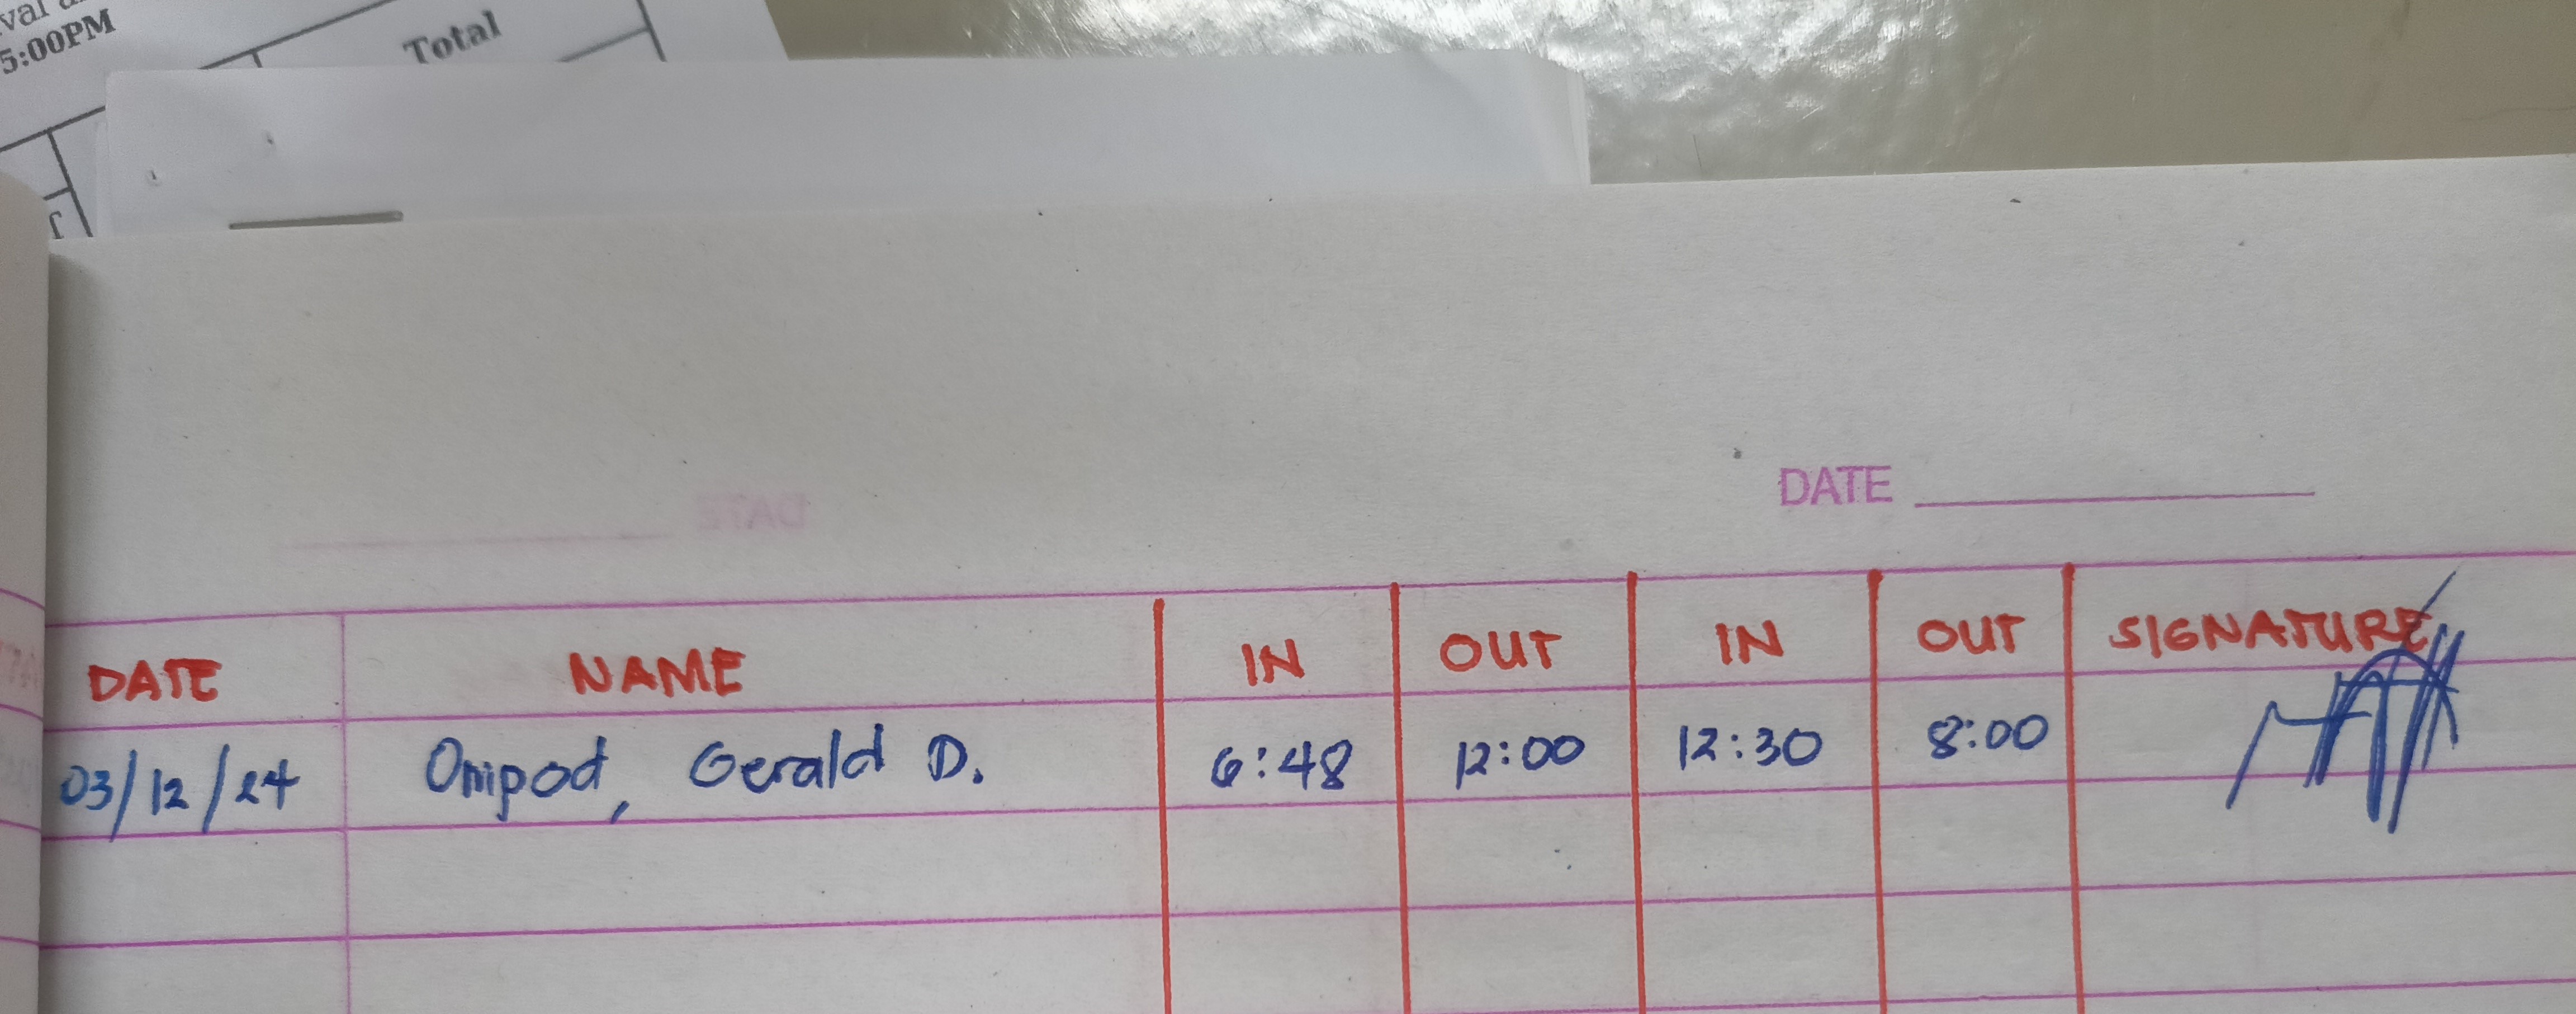 5:00PM
Total
DATE
DATE NAME IN OUT IN OUT SIGNATURE
03/12/24 Omipod, Gerald D. 6:48 12:00 12:30 8:00